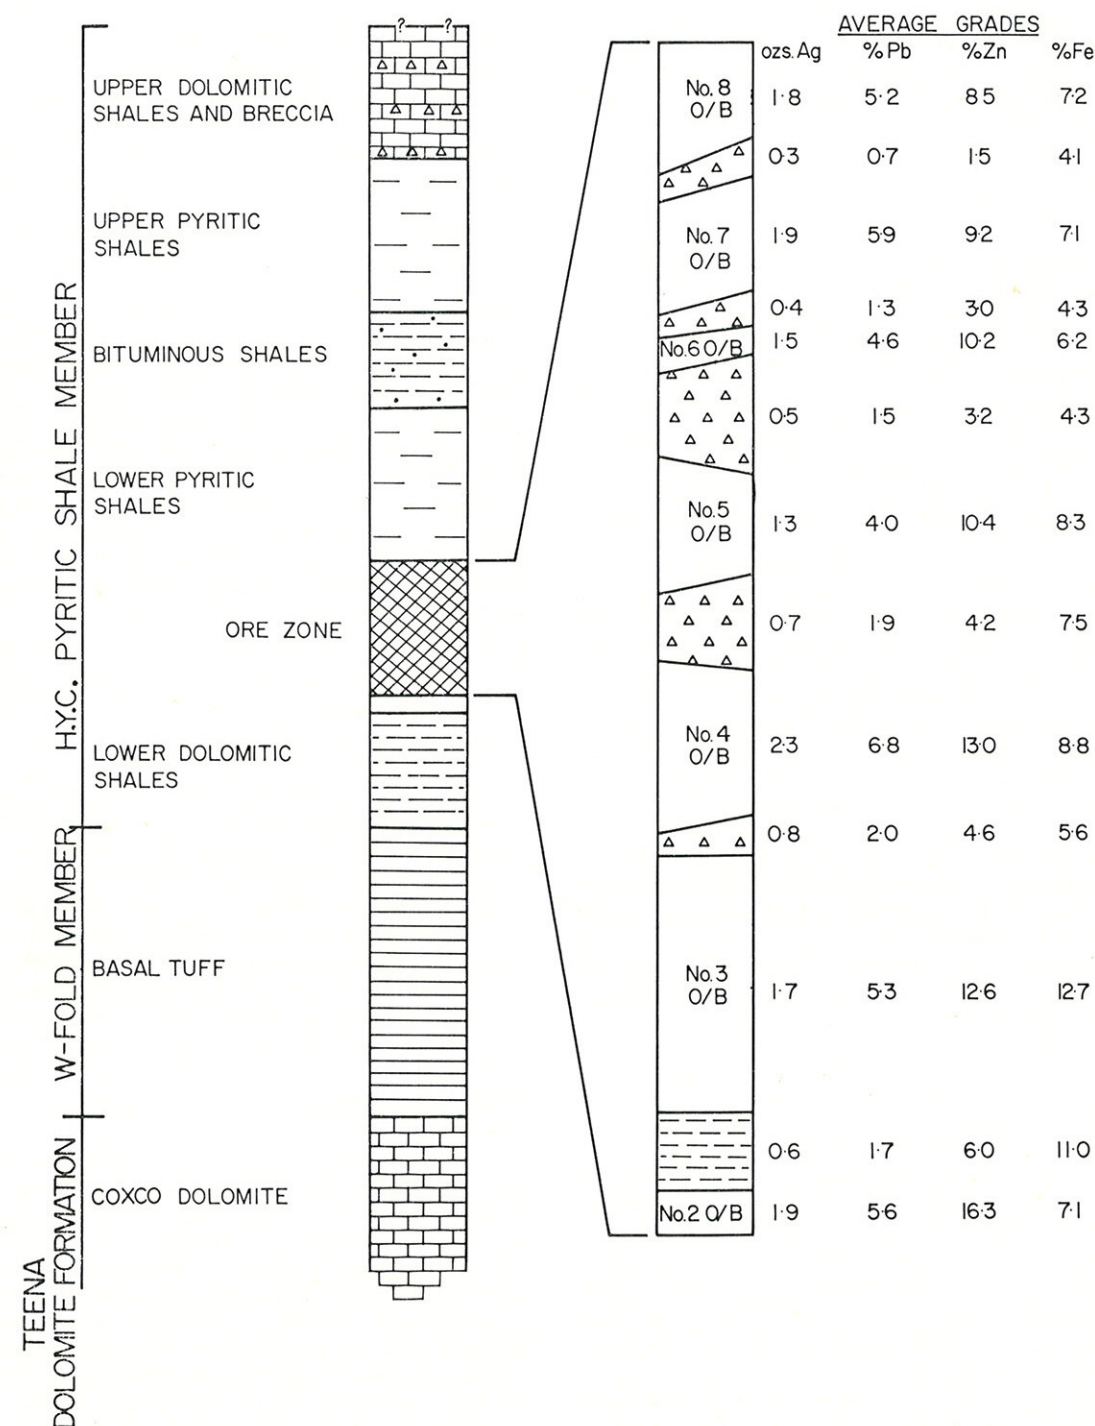 ? ?
UPPER DOLOMITIC
SHALES AND BRECCIA
UPPER PYRITIC
SHALES
BITUMINOUS SHALES
LOWER PYRITIC
SHALES
ORE ZONE
LOWER DOLOMITIC
SHALES
BASAL TUFF
COXCO DOLOMITE
H.Y.C. PYRITIC SHALE MEMBER
W-FOLD MEMBER
TEENA
DOLOMITE FORMATION
AVERAGE GRADES
ozs. Ag %Pb %Zn %Fe
No. 8
O/B 1·8 5·2 8 5 7·2
0·3 0·7 1·5 4·1
No. 7
O/B 1·9 5·9 9·2 7·1
0·4 1·3 3·0 4·3
No. 6 O/B 1·5 4·6 10·2 6·2
0·5 1·5 3·2 4·3
No. 5
O/B 1·3 4·0 10·4 8·3
0·7 1·9 4·2 7·5
No. 4
O/B 2·3 6·8 13·0 8·8
0·8 2·0 4·6 5·6
No. 3
O/B 1·7 5·3 12·6 12·7
0·6 1·7 6·0 11·0
No. 2 O/B 1·9 5·6 16·3 7·1